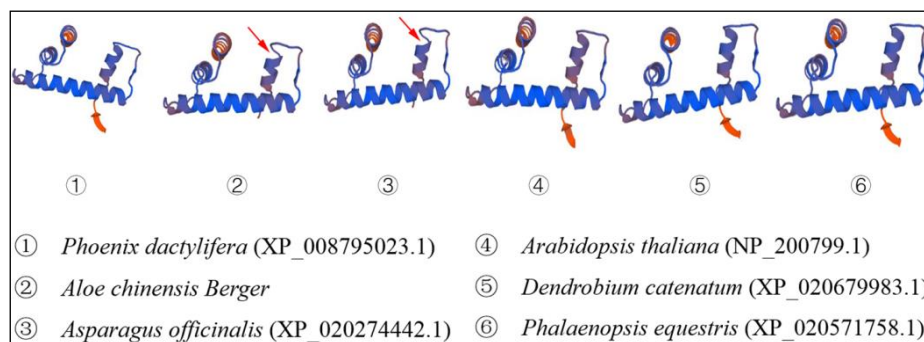 ① ② ③ ④ ⑤ ⑥
① Phoenix dactylifera (XP_008795023.1)
② Aloe chinensis Berger
③ Asparagus officinalis (XP_020274442.1)
④ Arabidopsis thaliana (NP_200799.1)
⑤ Dendrobium catenatum (XP_020679983.1)
⑥ Phalaenopsis equestris (XP_020571758.1)